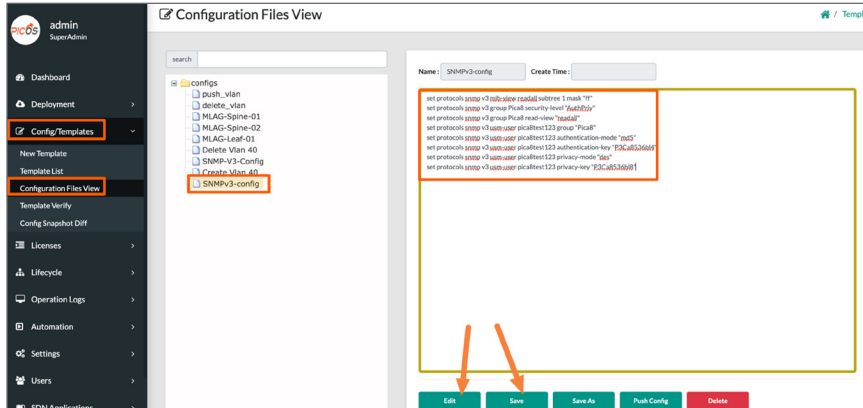 PICOS
admin
SuperAdmin
Dashboard
Deployment
Config/Templates
New Template
Template List
Configuration Files View
Template Verify
Config Snapshot Diff
Licenses
Lifecycle
Operation Logs
Automation
Settings
Users
SDN Applications
Configuration Files View
/ Templ
search
configs
push_vlan
delete_vlan
MLAG-Spine-01
MLAG-Spine-02
MLAG-Leaf-01
Delete Vlan 40
SNMP-V3-Config
Create Vlan 40
SNMPv3-config
Name : SNMPv3-config Create Time :
set protocols snmp v3 mib-view readall subtree 1 mask "ff"
set protocols snmp v3 group Pica8 security-level "AuthPriv"
set protocols snmp v3 group Pica8 read-view "readall"
set protocols snmp v3 usm-user pica8test123 group "Pica8"
set protocols snmp v3 usm-user pica8test123 authentication-mode "md5"
set protocols snmp v3 usm-user pica8test123 authentication-key
set protocols snmp v3 usm-user pica8test123 privacy-mode "des"
set protocols snmp v3 usm-user pica8test123 privacy-key
Edit Save Save As Push Config Delete